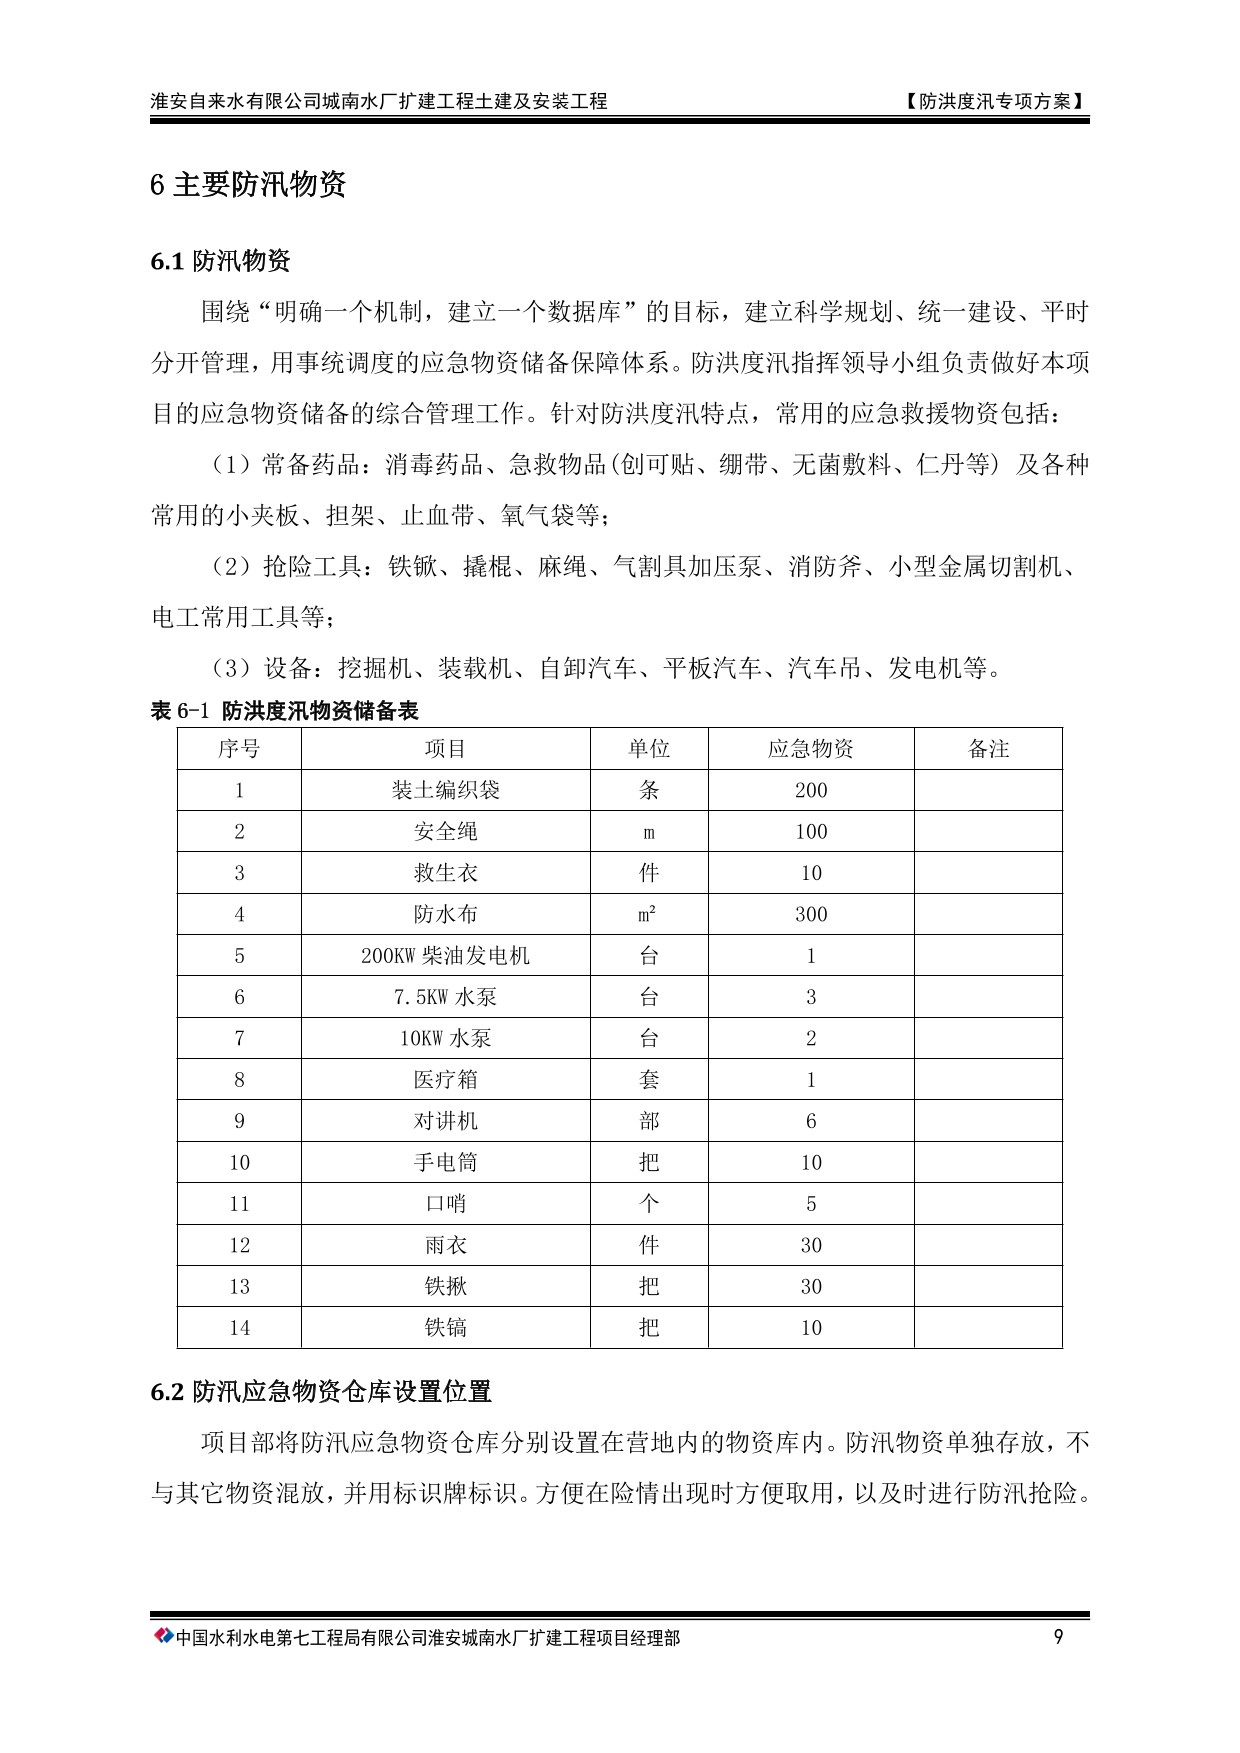 淮安自来水有限公司城南水厂扩建工程土建及安装工程 【防洪度汛专项方案】
6 主要防汛物资
6.1 防汛物资
围绕“明确一个机制，建立一个数据库”的目标，建立科学规划、统一建设、平时
分开管理，用事统调度的应急物资储备保障体系。防洪度汛指挥领导小组负责做好本项
目的应急物资储备的综合管理工作。针对防洪度汛特点，常用的应急救援物资包括：
（1）常备药品：消毒药品、急救物品(创可贴、绷带、无菌敷料、仁丹等) 及各种
常用的小夹板、担架、止血带、氧气袋等；
（2）抢险工具：铁锨、撬棍、麻绳、气割具加压泵、消防斧、小型金属切割机、
电工常用工具等；
（3）设备：挖掘机、装载机、自卸汽车、平板汽车、汽车吊、发电机等。
表 6-1 防洪度汛物资储备表
序号 项目 单位 应急物资 备注
1 装土编织袋 条 200
2 安全绳 m 100
3 救生衣 件 10
4 防水布 m² 300
5 200KW 柴油发电机 台 1
6 7.5KW 水泵 台 3
7 10KW 水泵 台 2
8 医疗箱 套 1
9 对讲机 部 6
10 手电筒 把 10
11 口哨 个 5
12 雨衣 件 30
13 铁揪 把 30
14 铁镐 把 10
6.2 防汛应急物资仓库设置位置
项目部将防汛应急物资仓库分别设置在营地内的物资库内。防汛物资单独存放，不
与其它物资混放，并用标识牌标识。方便在险情出现时方便取用，以及时进行防汛抢险。
中国水利水电第七工程局有限公司淮安城南水厂扩建工程项目经理部 9